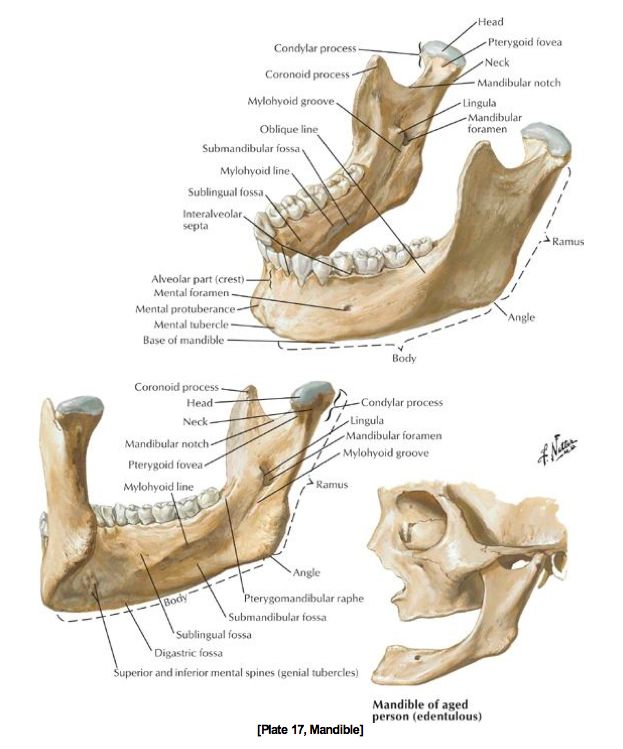 Head
Condylar process
Pterygoid fovea
Neck
Coronoid process
Mandibular notch
Mylohyoid groove
Lingula
Mandibular
foramen
Oblique line
Submandibular fossa
Mylohyoid line
Sublingual fossa
Interalveolar
septa
Ramus
Alveolar part (crest)
Mental foramen
Mental protuberance
Mental tubercle
Base of mandible
Angle
Body
Coronoid process
Head
Condylar process
Neck
Lingula
Mandibular notch
Mandibular foramen
Pterygoid fovea
Mylohyoid groove
Mylohyoid line
Ramus
F. Netter
M.D.
Angle
Body
Pterygomandibular raphe
Submandibular fossa
Sublingual fossa
Digastric fossa
Superior and inferior mental spines (genial tubercles)
Mandible of aged
person (edentulous)
[Plate 17, Mandible]